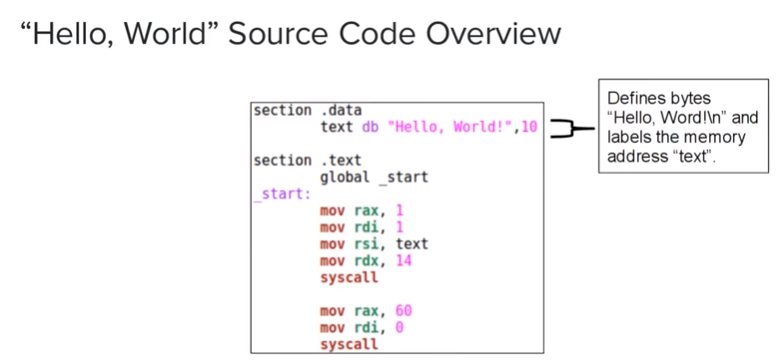 “Hello, World” Source Code Overview
section .data
text db "Hello, World!",10
section .text
global _start
_start:
mov rax, 1
mov rdi, 1
mov rsi, text
mov rdx, 14
syscall
mov rax, 60
mov rdi, 0
syscall
Defines bytes
“Hello, Word!\n” and
labels the memory
address “text”.